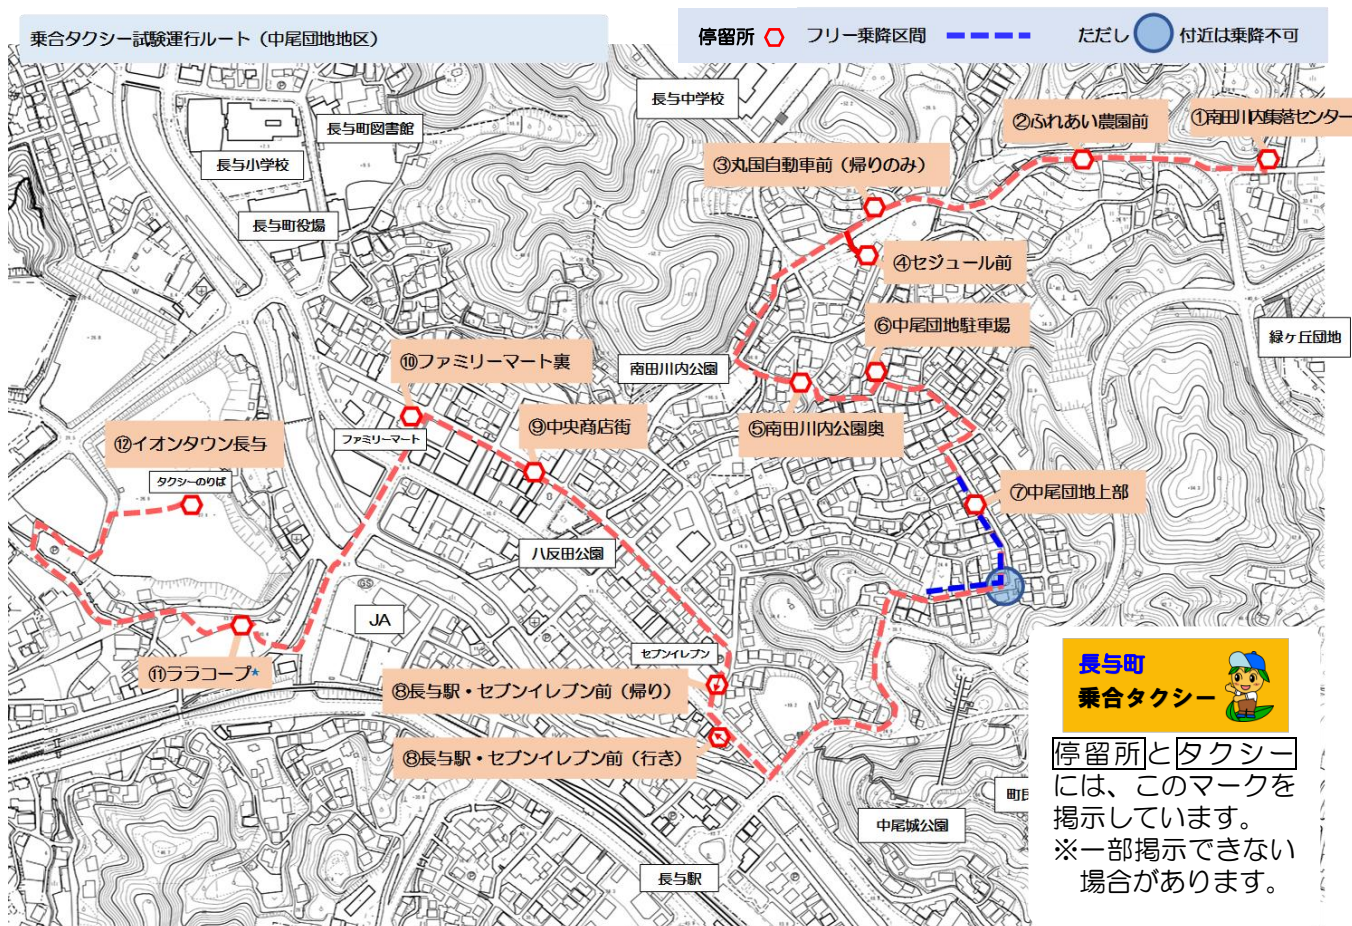 乗合タクシー試験運行ルート（中尾団地地区）
停留所 フリー乗降区間 ただし 付近は乗降不可
長与中学校
長与町図書館
長与小学校
長与町役場
①南田川内集落センター
②ふれあい農園前
③丸国自動車前（帰りのみ）
④セジュール前
⑥中尾団地駐車場
緑ヶ丘団地
南田川内公園
⑤南田川内公園奥
⑩ファミリーマート裏
ファミリーマート
⑨中央商店街
⑫イオンタウン長与
タクシーのりば
⑦中尾団地上部
八反田公園
JA
GS
セブンイレブン
⑪ララコープ★
⑧長与駅・セブンイレブン前（帰り）
⑧長与駅・セブンイレブン前（行き）
中尾城公園
長与駅
長与町
乗合タクシー
停留所とタクシー
には、このマークを
掲示しています。
※一部掲示できない
場合があります。